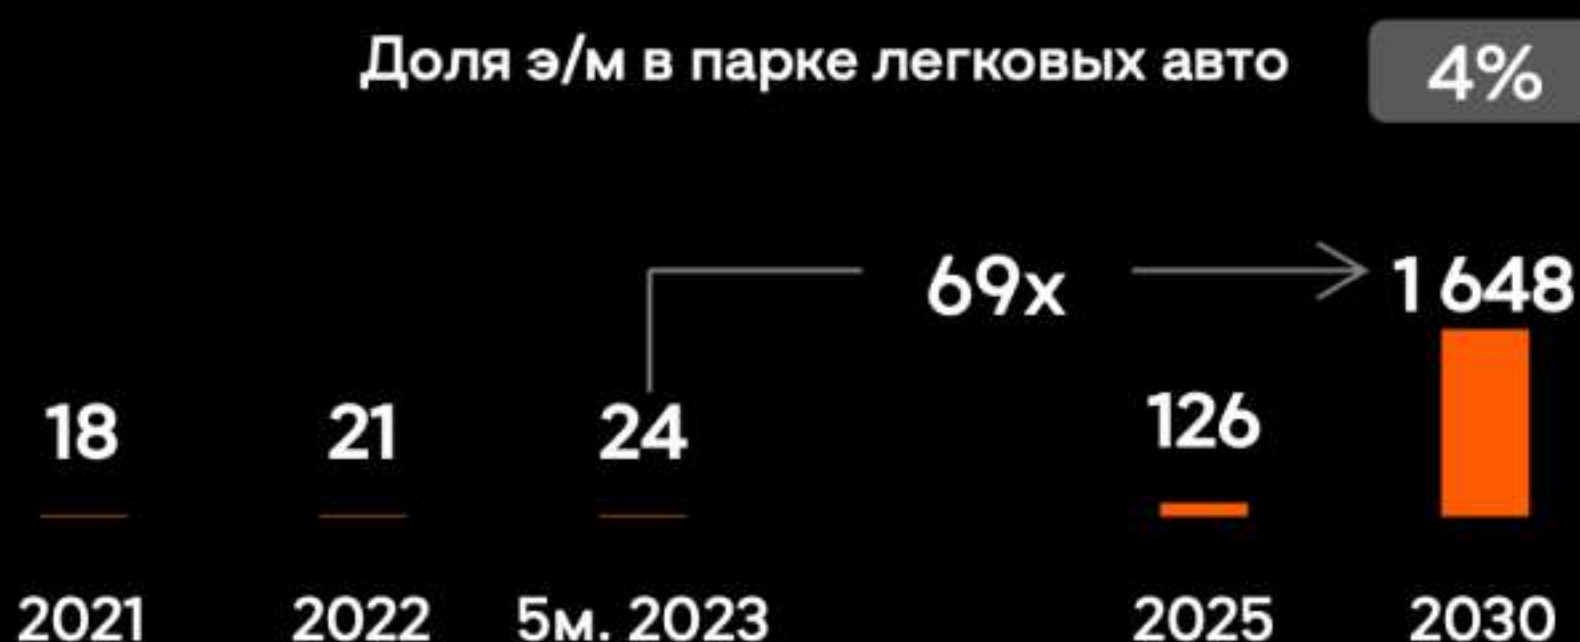 Доля э/м в парке легковых авто 4%
69x 1 648
18 21 24 126
2021 2022 5м. 2023 2025 2030